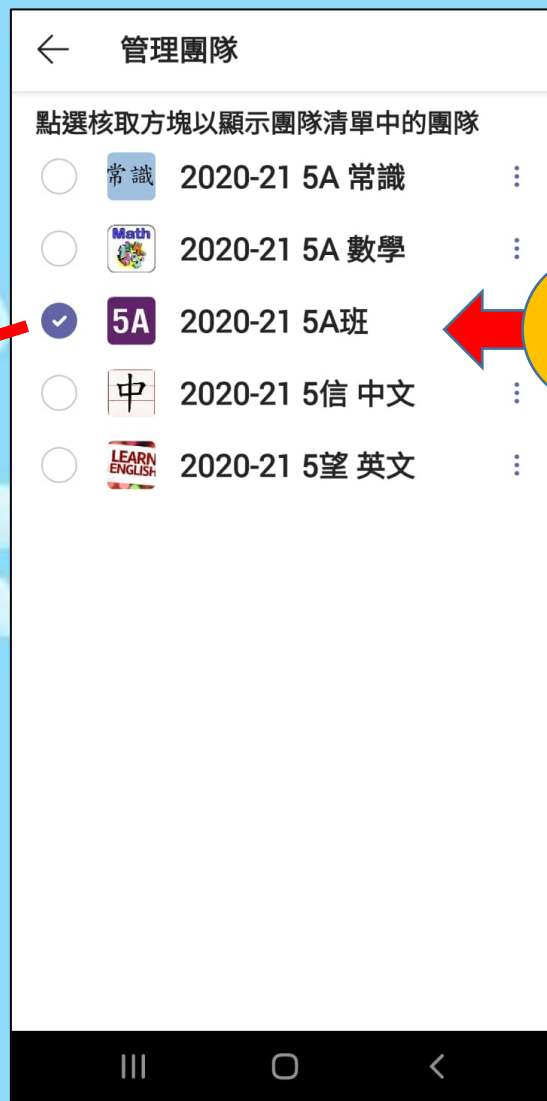 管理團隊
點選核取方塊以顯示團隊清單中的團隊
常識 2020-21 5A 常識
Math 2020-21 5A 數學
5A 2020-21 5A班
中 2020-21 5信 中文
LEARN ENGLISH 2020-21 5望 英文